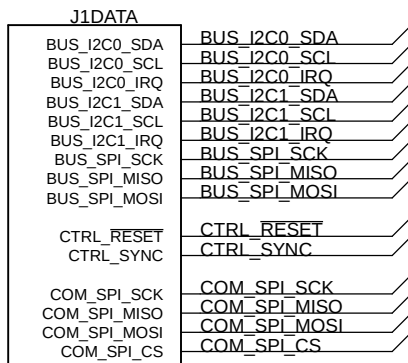 J1DATA
BUS_I2C0_SDA BUS_I2C0_SDA
BUS_I2C0_SCL BUS_I2C0_SCL
BUS_I2C0_IRQ BUS_I2C0_IRQ
BUS_I2C1_SDA BUS_I2C1_SDA
BUS_I2C1_SCL BUS_I2C1_SCL
BUS_I2C1_IRQ BUS_I2C1_IRQ
BUS_SPI_SCK BUS_SPI_SCK
BUS_SPI_MISO BUS_SPI_MISO
BUS_SPI_MOSI BUS_SPI_MOSI
CTRL_RESET CTRL_RESET
CTRL_SYNC CTRL_SYNC
COM_SPI_SCK COM_SPI_SCK
COM_SPI_MISO COM_SPI_MISO
COM_SPI_MOSI COM_SPI_MOSI
COM_SPI_CS COM_SPI_CS